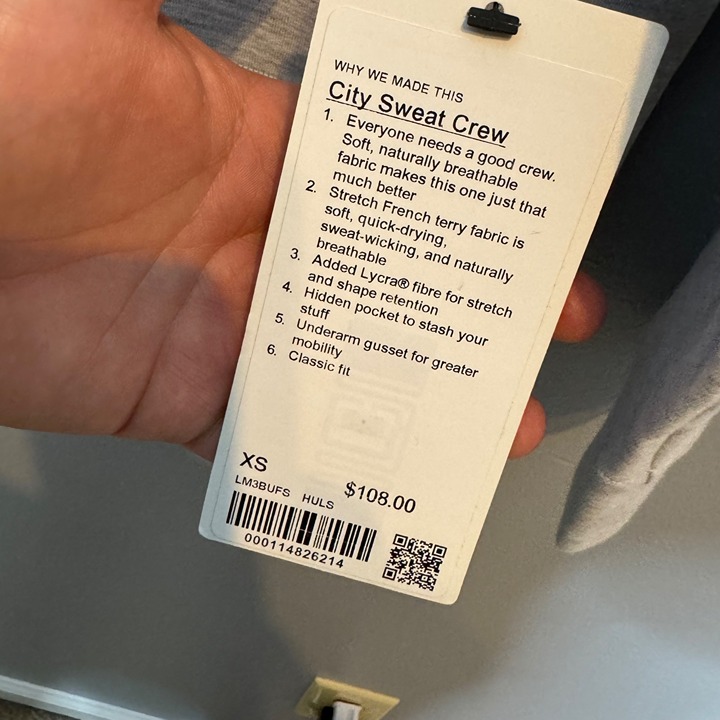 WHY WE MADE THIS
City Sweat Crew
1. Everyone needs a good crew.
Soft, naturally breathable
fabric makes this one just that
much better
2. Stretch French terry fabric is
soft, quick-drying,
sweat-wicking, and naturally
breathable
3. Added Lycra® fibre for stretch
and shape retention
4. Hidden pocket to stash your
stuff
5. Underarm gusset for greater
mobility
6. Classic fit
XS
$108.00
LM3BUFS HULS
000114826214